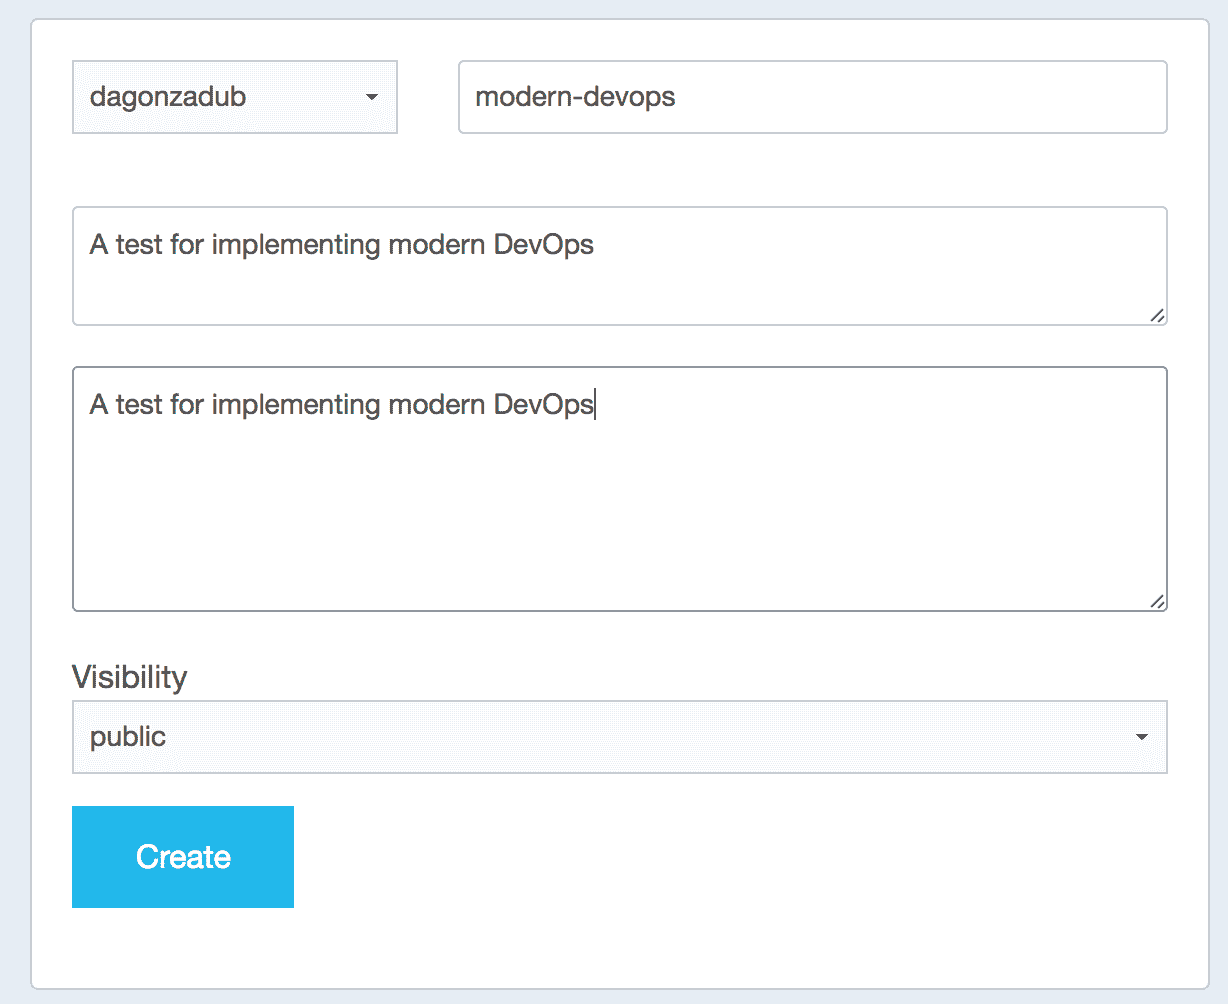 dagonzadub
modern-devops
A test for implementing modern DevOps
A test for implementing modern DevOps
Visibility
public
Create